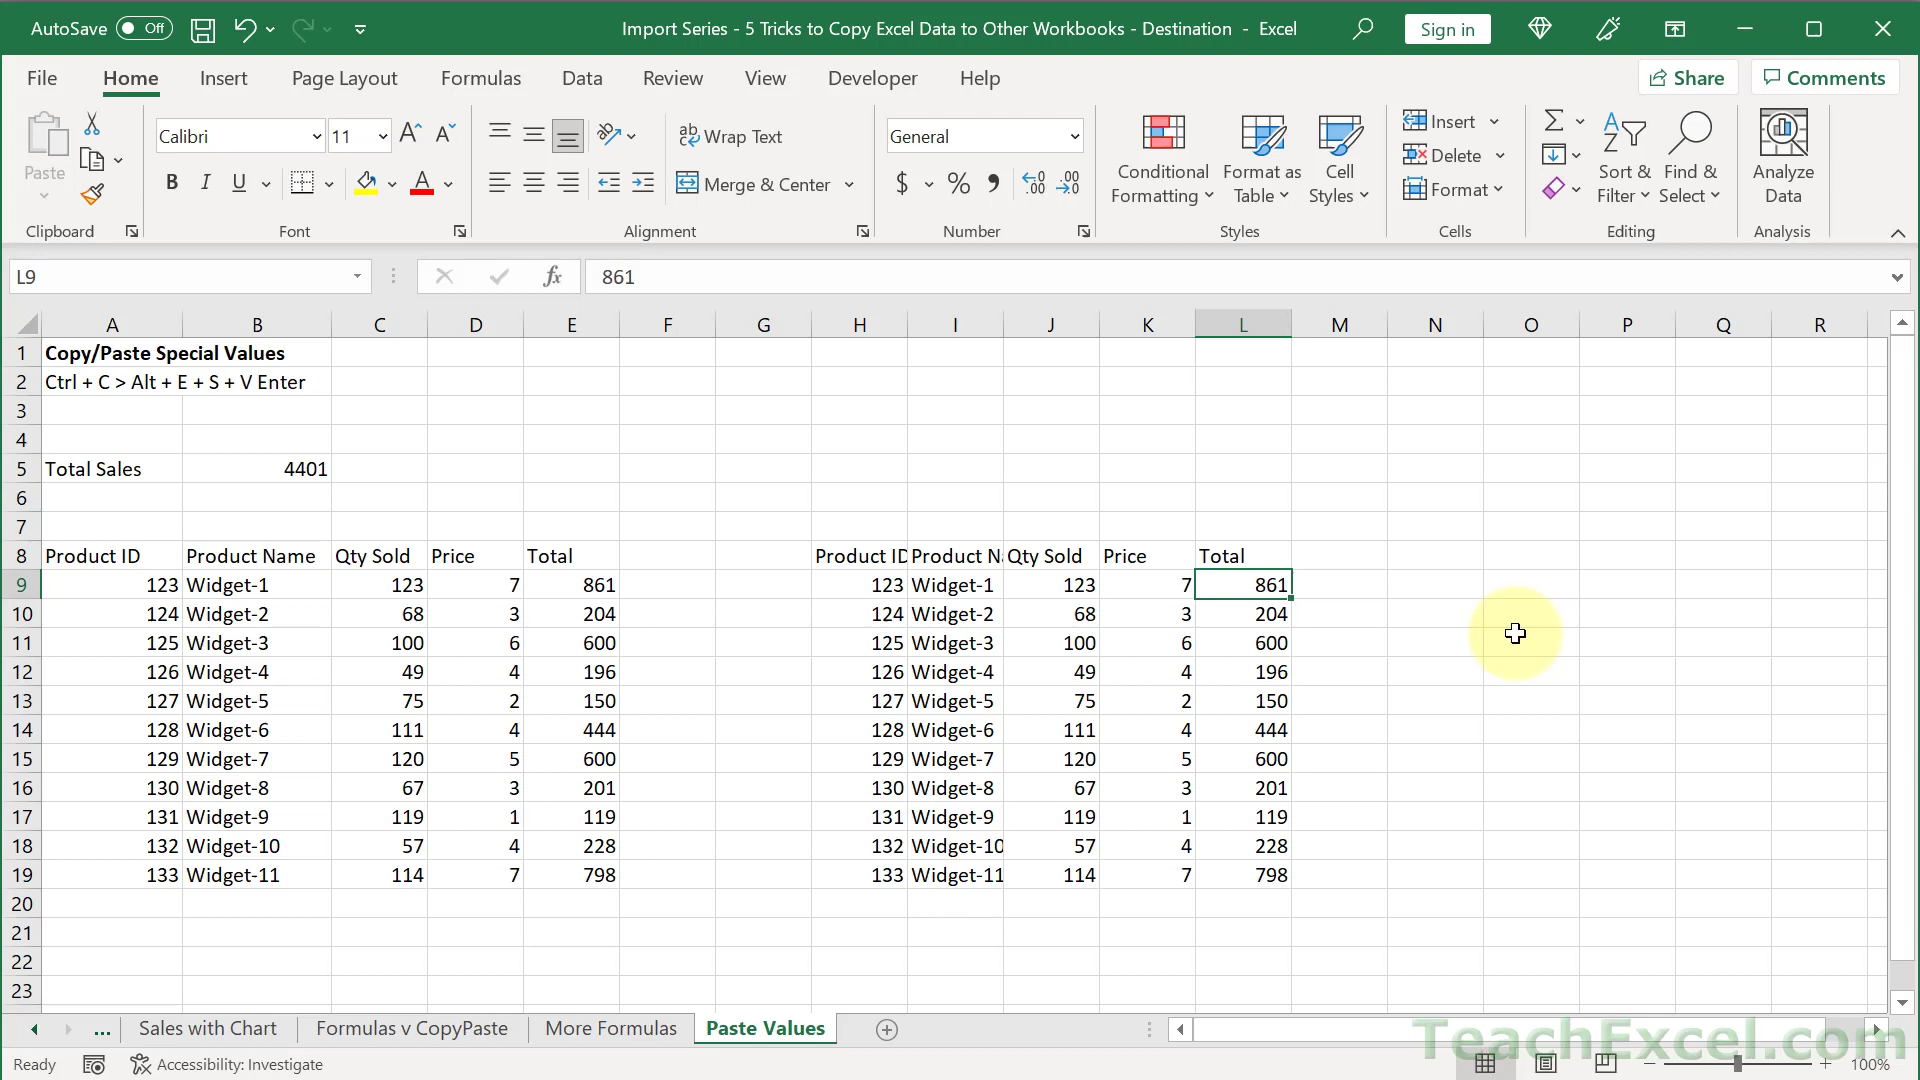 AutoSave Off Import Series - 5 Tricks to Copy Excel Data to Other Workbooks - Destination - Excel Sign in
File Home Insert Page Layout Formulas Data Review View Developer Help Share Comments
Paste
Calibri 11
ab Wrap Text
General
Conditional Formatting
Format as Table
Cell Styles
Insert
Delete
Format
Sort & Filter
Find & Select
Analyze Data
B I U A
Merge & Center
$ % 9
Clipboard Font Alignment Number Styles Cells Editing Analysis
L9 fx 861
A B C D E F G H I J K L M N O P Q R
1 Copy/Paste Special Values
2 Ctrl + C > Alt + E + S + V Enter
3
4
5 Total Sales 4401
6
7
8 Product ID Product Name Qty Sold Price Total Product ID Product Na Qty Sold Price Total
9 123 Widget-1 123 7 861 123 Widget-1 123 7 861
10 124 Widget-2 68 3 204 124 Widget-2 68 3 204
11 125 Widget-3 100 6 600 125 Widget-3 100 6 600
12 126 Widget-4 49 4 196 126 Widget-4 49 4 196
13 127 Widget-5 75 2 150 127 Widget-5 75 2 150
14 128 Widget-6 111 4 444 128 Widget-6 111 4 444
15 129 Widget-7 120 5 600 129 Widget-7 120 5 600
16 130 Widget-8 67 3 201 130 Widget-8 67 3 201
17 131 Widget-9 119 1 119 131 Widget-9 119 1 119
18 132 Widget-10 57 4 228 132 Widget-10 57 4 228
19 133 Widget-11 114 7 798 133 Widget-11 114 7 798
20
21
22
23
... Sales with Chart Formulas v CopyPaste More Formulas Paste Values
TeachExcel.com
Ready Accessibility: Investigate 100%